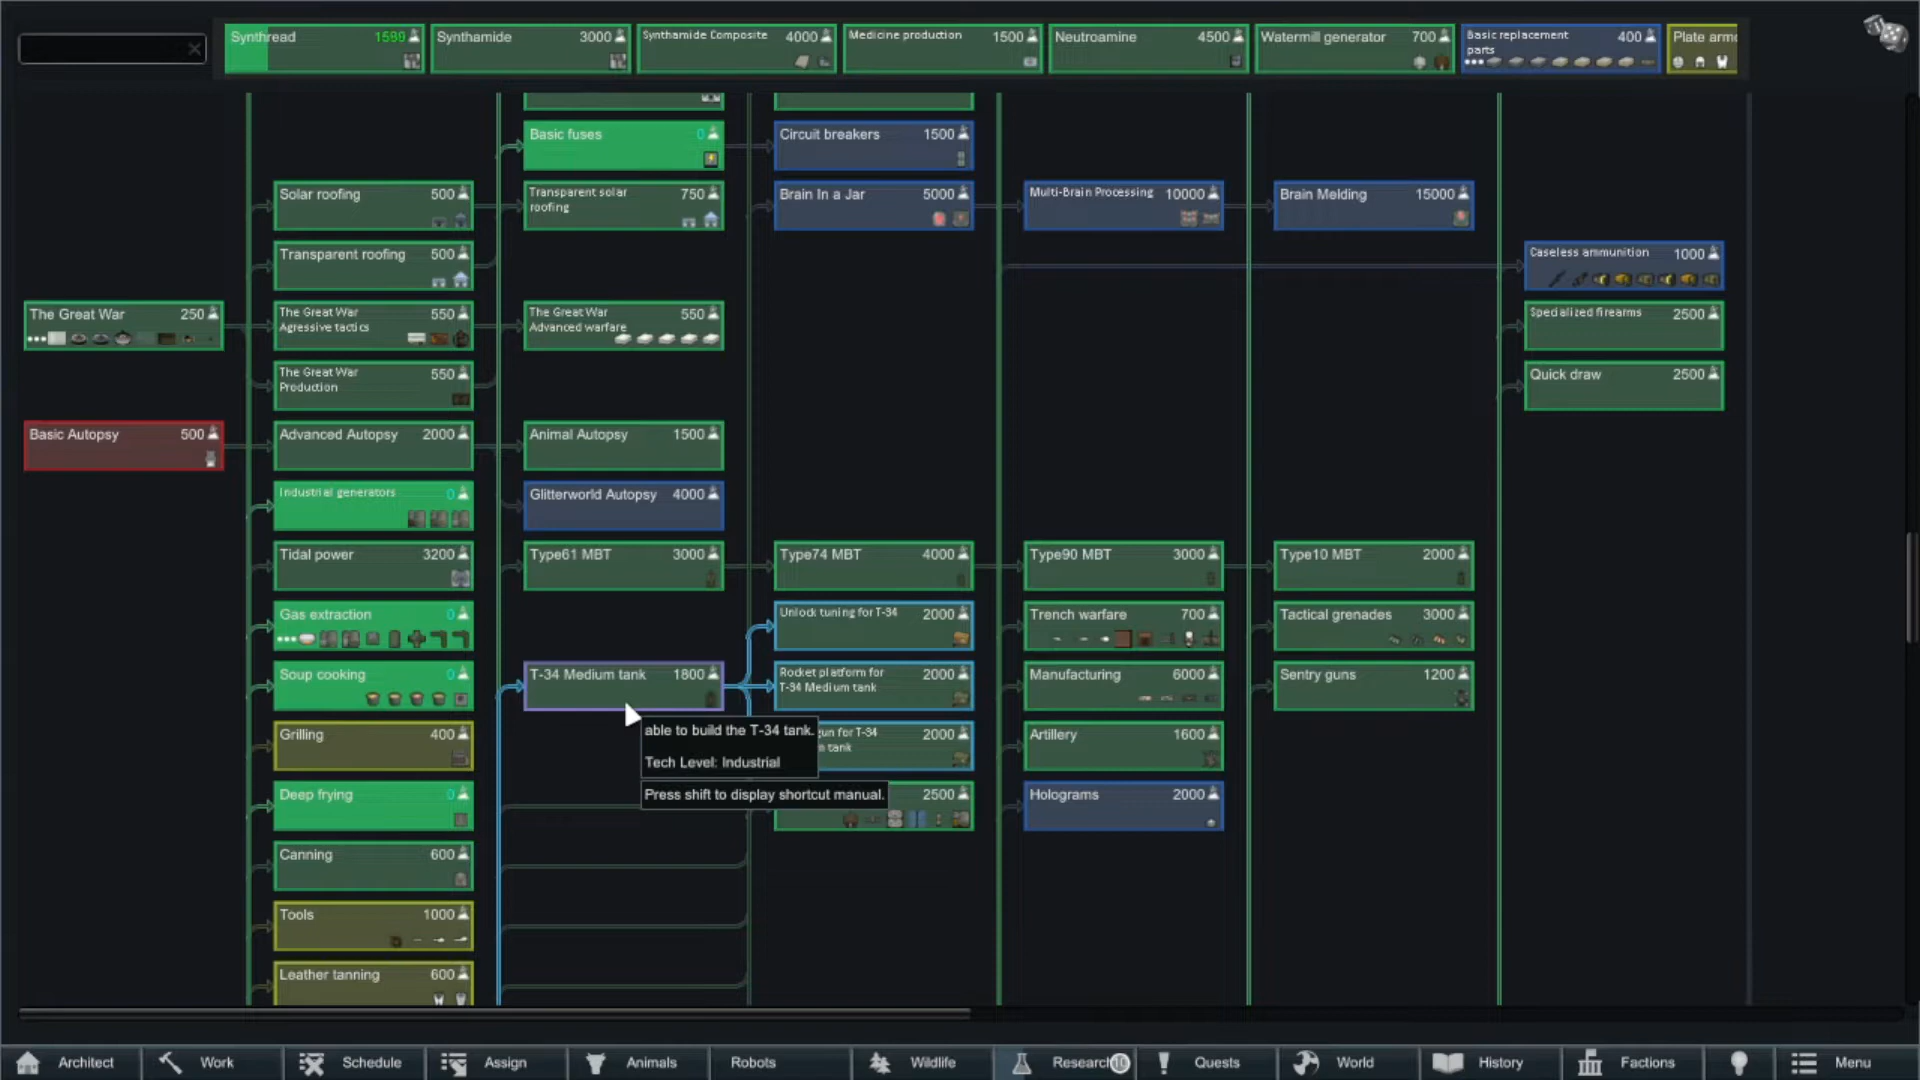 Synthread 1589
Synthamide 3000
Synthamide Composite 4000
Medicine production 1500
Neutroamine 4500
Watermill generator 700
Basic replacement parts 400
Plate armo
Basic fuses 0
Circuit breakers 1500
Solar roofing 500
Transparent solar roofing 750
Brain In a Jar 5000
Multi-Brain Processing 10000
Brain Melding 15000
Transparent roofing 500
Caseless ammunition 1000
The Great War 250
The Great War Agressive tactics 550
The Great War Advanced warfare 550
Specialized firearms 2500
The Great War Production 550
Quick draw 2500
Basic Autopsy 500
Advanced Autopsy 2000
Animal Autopsy 1500
Industrial generators 0
Glitterworld Autopsy 4000
Tidal power 3200
Type61 MBT 3000
Type74 MBT 4000
Type90 MBT 3000
Type10 MBT 2000
Gas extraction 0
Unlock tuning for T-34 2000
Trench warfare 700
Tactical grenades 3000
Soup cooking 0
T-34 Medium tank 1800
Rocket platform for T-34 Medium tank 2000
Manufacturing 6000
Sentry guns 1200
Grilling 400
able to build the T-34 tank.
Tech Level: Industrial
gun for T-34
tank 2000
Artillery 1600
Deep frying 0
Press shift to display shortcut manual.
2500
Holograms 2000
Canning 600
Tools 1000
Leather tanning 600
Architect
Work
Schedule
Assign
Animals
Robots
Wildlife
Research
Quests
World
History
Factions
Menu